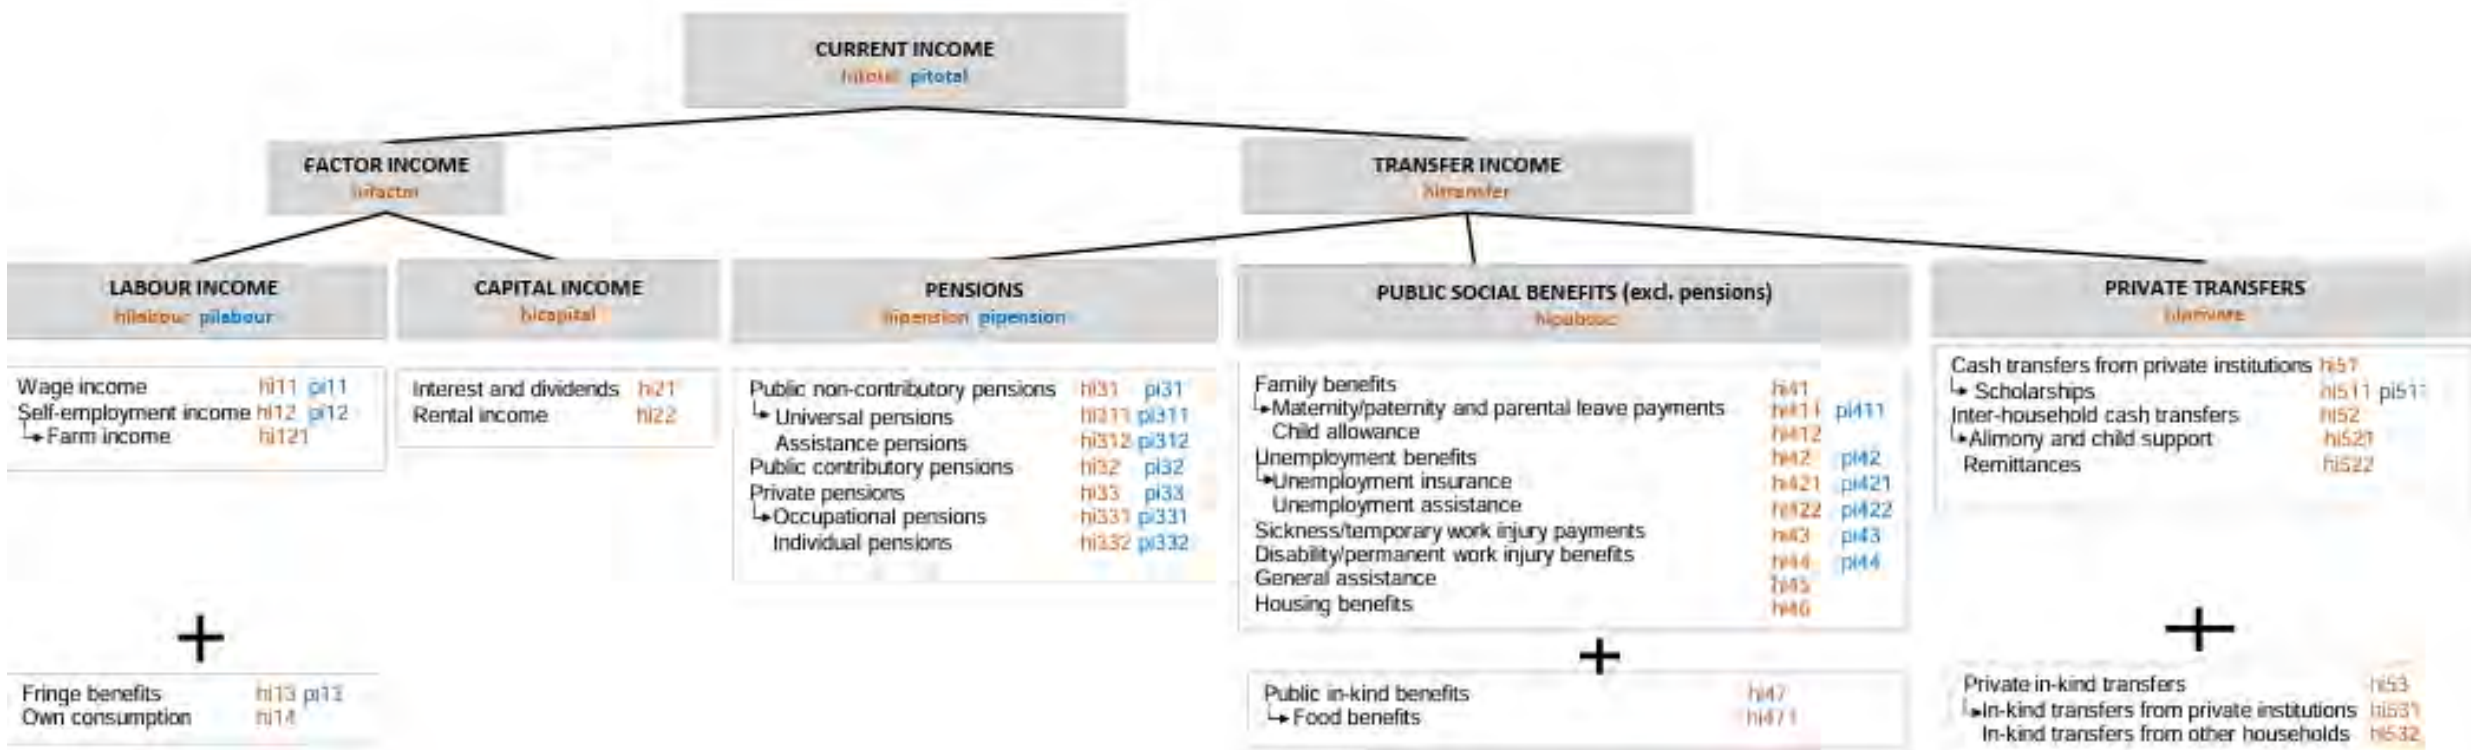 CURRENT INCOME
hitotal pitotal
FACTOR INCOME
hifactor
TRANSFER INCOME
hitransfer
LABOUR INCOME
hilabour pilabour
CAPITAL INCOME
hicapital
PENSIONS
hipension pipension
PUBLIC SOCIAL BENEFITS (excl. pensions)
hipubsoc
PRIVATE TRANSFERS
hiprivate
Wage income hi11 pi11
Self-employment income hi12 pi12
Farm income hi121
Interest and dividends hi21
Rental income hi22
Public non-contributory pensions hi31 pi31
Universal pensions hi311 pi311
Assistance pensions hi312 pi312
Public contributory pensions hi32 pi32
Private pensions hi33 pi33
Occupational pensions hi331 pi331
Individual pensions hi332 pi332
Family benefits hi41
Maternity/paternity and parental leave payments hi411 pi411
Child allowance hi412
Unemployment benefits hi42 pi42
Unemployment insurance hi421 pi421
Unemployment assistance hi422 pi422
Sickness/temporary work injury payments hi43 pi43
Disability/permanent work injury benefits hi44 pi44
General assistance hi45
Housing benefits hi46
Cash transfers from private institutions hi51
Scholarships hi511 pi511
Inter-household cash transfers hi52
Alimony and child support hi521
Remittances hi522
+
Fringe benefits hi13 pi13
Own consumption hi14
+
Public in-kind benefits hi47
Food benefits hi471
+
Private in-kind transfers hi53
In-kind transfers from private institutions hi531
In-kind transfers from other households hi532